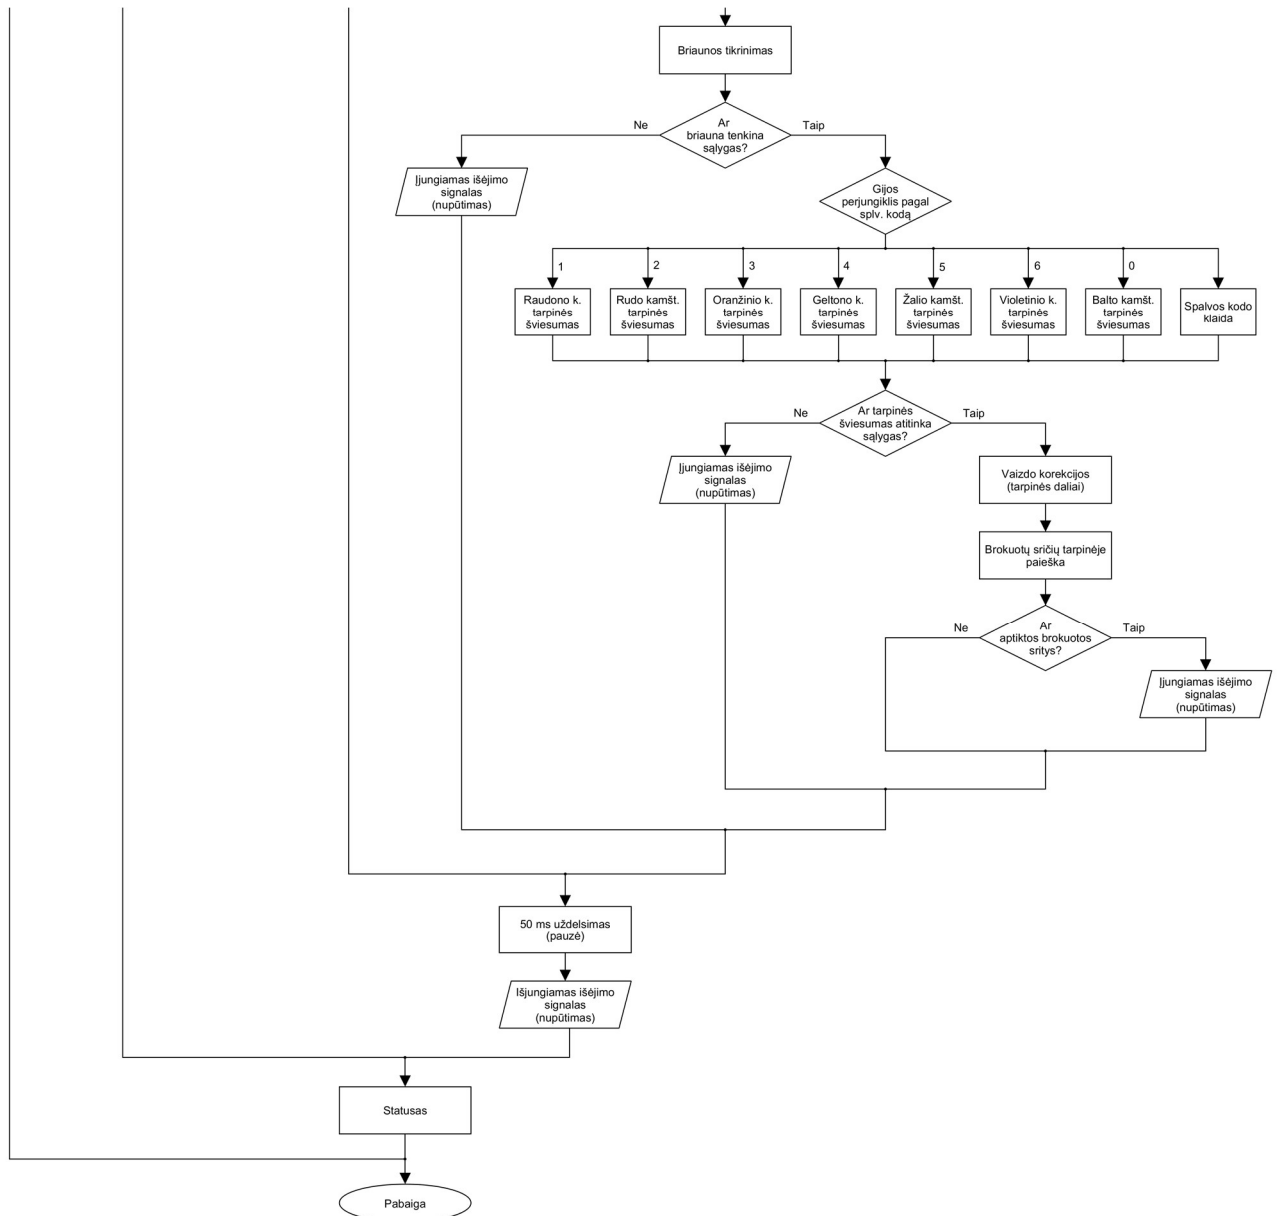 Briaunos tikrinimas
Ar
briauna tenkina
sąlygas?
Ne
Taip
Įjungiamas išėjimo
signalas
(nupūtimas)
Gijos
perjungiklis pagal
splv. kodą
1
2
3
4
5
6
0
Raudono k.
tarpinės
šviesumas
Rudo kamšt.
tarpinės
šviesumas
Oranžinio k.
tarpinės
šviesumas
Geltono k.
tarpinės
šviesumas
Žalio kamšt.
tarpinės
šviesumas
Violetinio k.
tarpinės
šviesumas
Balto kamšt.
tarpinės
šviesumas
Spalvos kodo
klaida
Ar tarpinės
šviesumas atitinka
sąlygas?
Ne
Taip
Įjungiamas išėjimo
signalas
(nupūtimas)
Vaizdo korekcijos
(tarpinės daliai)
Brokuotų sričių tarpinėje
paieška
Ar
aptiktos brokuotos
sritys?
Ne
Taip
Įjungiamas išėjimo
signalas
(nupūtimas)
50 ms uždelsimas
(pauzė)
Išjungiamas išėjimo
signalas
(nupūtimas)
Statusas
Pabaiga